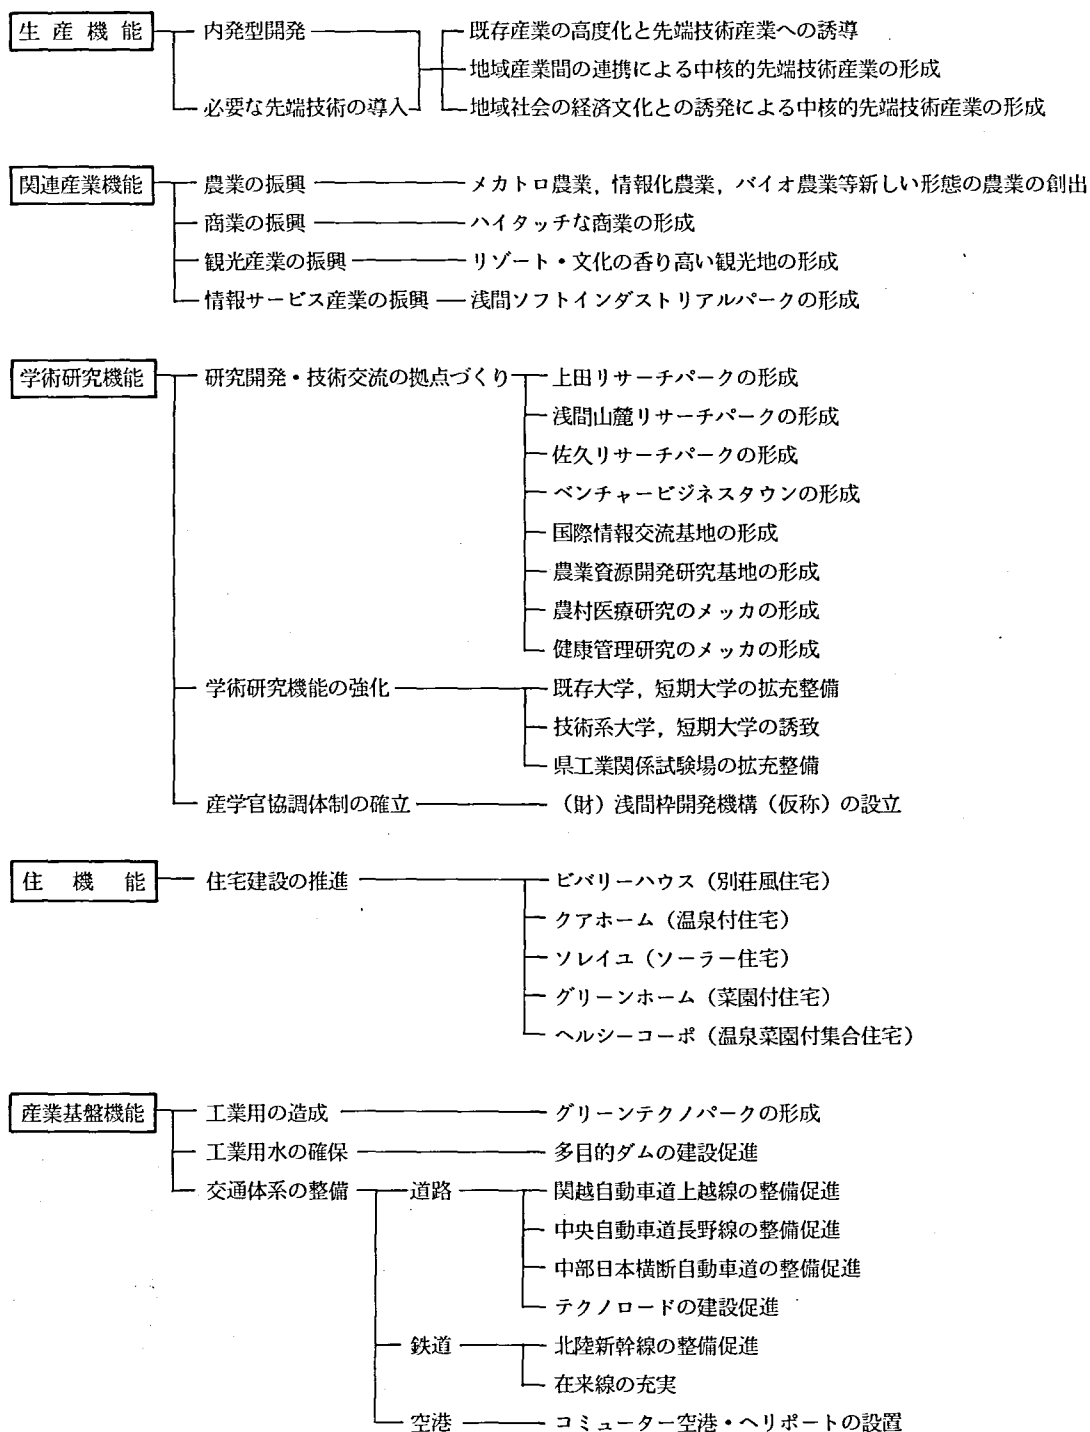 生産機能 内発型開発 既存産業の高度化と先端技術産業への誘導
地域産業間の連携による中核的先端技術産業の形成
必要な先端技術の導入 地域社会の経済文化との誘発による中核的先端技術産業の形成
関連産業機能 農業の振興 メカトロ農業，情報化農業，バイオ農業等新しい形態の農業の創出
商業の振興 ハイタッチな商業の形成
観光産業の振興 リゾート・文化の香り高い観光地の形成
情報サービス産業の振興 浅間ソフトインダストリアルパークの形成
学術研究機能 研究開発・技術交流の拠点づくり 上田リサーチパークの形成
浅間山麓リサーチパークの形成
佐久リサーチパークの形成
ベンチャービジネスタウンの形成
国際情報交流基地の形成
農業資源開発研究基地の形成
農村医療研究のメッカの形成
健康管理研究のメッカの形成
学術研究機能の強化 既存大学，短期大学の拡充整備
技術系大学，短期大学の誘致
県工業関係試験場の拡充整備
産学官協調体制の確立 （財）浅間枠開発機構（仮称）の設立
住機能 住宅建設の推進 ビバリーハウス（別荘風住宅）
クアホーム（温泉付住宅）
ソレイユ（ソーラー住宅）
グリーンホーム（菜園付住宅）
ヘルシーコーポ（温泉菜園付集合住宅）
産業基盤機能 工業用の造成 グリーンテクノパークの形成
工業用水の確保 多目的ダムの建設促進
交通体系の整備 道路 関越自動車道上越線の整備促進
中央自動車道長野線の整備促進
中部日本横断自動車道の整備促進
テクノロードの建設促進
鉄道 北陸新幹線の整備促進
在来線の充実
空港 コミューター空港・ヘリポートの設置